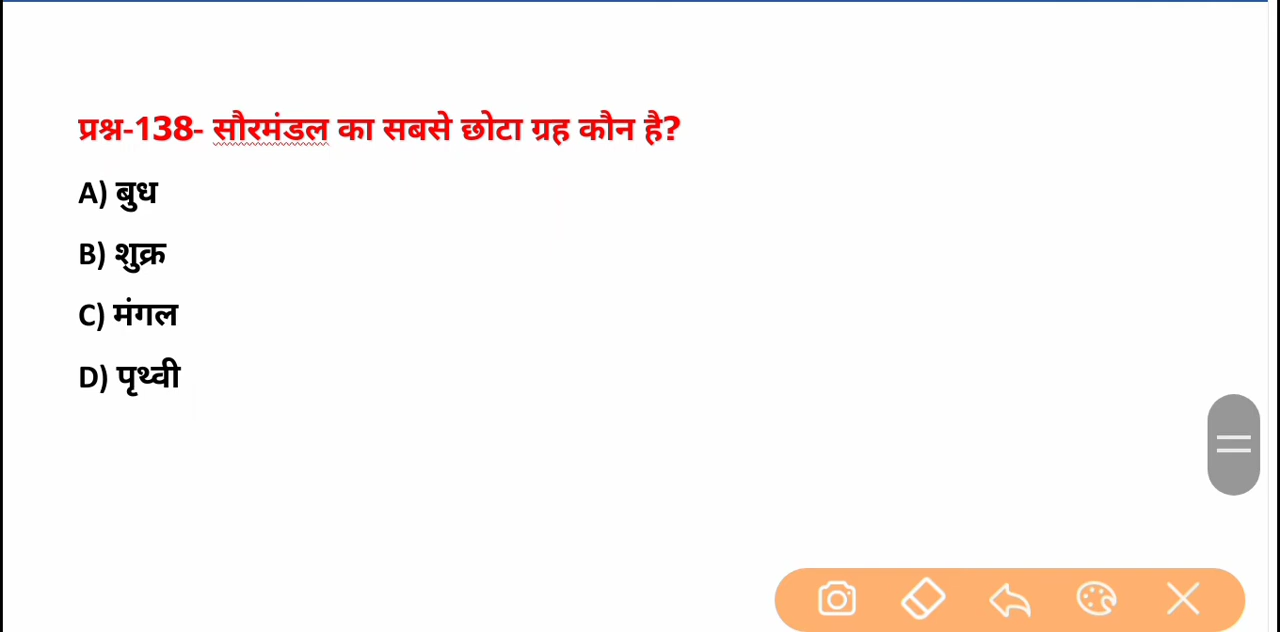 प्रश्न-138- सौरमंडल का सबसे छोटा ग्रह कौन है?
A) बुध
B) शुक्र
C) मंगल
D) पृथ्वी